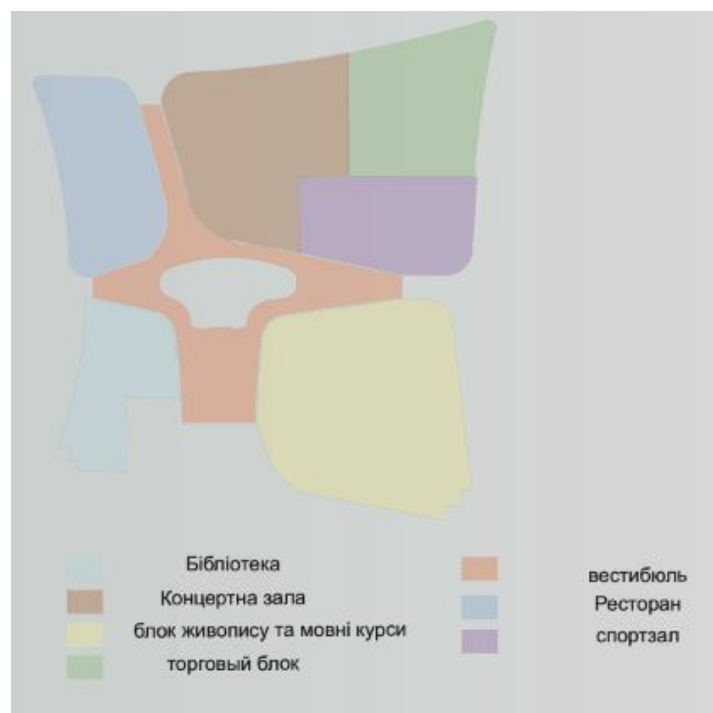 Бібліотека
Концертна зала
блок живопису та мовні курси
торговый блок
вестибюль
Ресторан
спортзал